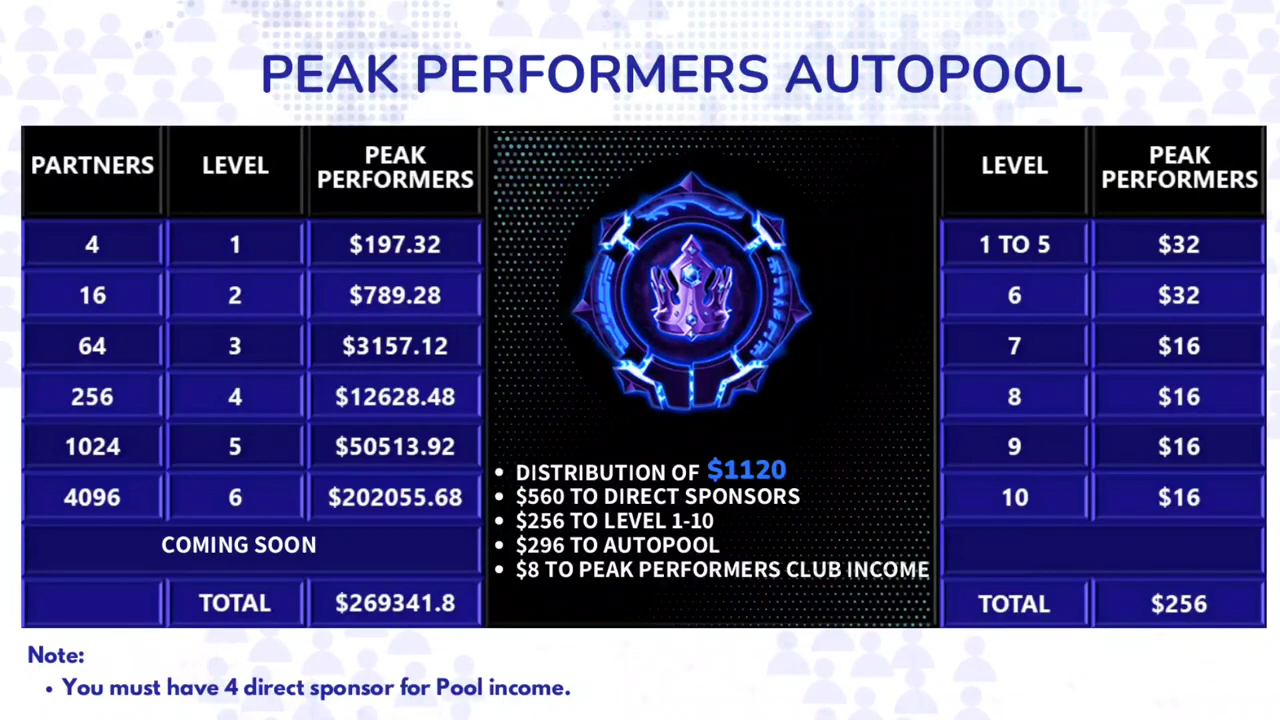 PEAK PERFORMERS AUTOPOOL
PARTNERS LEVEL PEAK PERFORMERS
4 1 $197.32
16 2 $789.28
64 3 $3157.12
256 4 $12628.48
1024 5 $50513.92
4096 6 $202055.68
COMING SOON
TOTAL $269341.8
• DISTRIBUTION OF $1120
• $560 TO DIRECT SPONSORS
• $256 TO LEVEL 1-10
• $296 TO AUTOPOOL
• $8 TO PEAK PERFORMERS CLUB INCOME
LEVEL PEAK PERFORMERS
1 TO 5 $32
6 $32
7 $16
8 $16
9 $16
10 $16
TOTAL $256
Note:
• You must have 4 direct sponsor for Pool income.